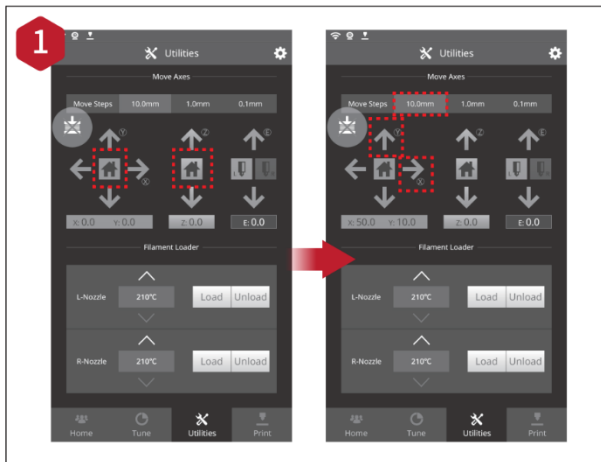 1
Utilities
Move Axes
Move Steps 10.0mm 1.0mm 0.1mm
Y Z E
X
L R
X: 0.0 Y: 0.0 Z: 0.0 E: 0.0
Filament Loader
L-Nozzle 210℃ Load Unload
R-Nozzle 210℃ Load Unload
Home Tune Utilities Print
Utilities
Move Axes
Move Steps 10.0mm 1.0mm 0.1mm
Y Z E
X
L R
X: 50.0 Y: 10.0 Z: 0.0 E: 0.0
Filament Loader
L-Nozzle 210℃ Load Unload
R-Nozzle 210℃ Load Unload
Home Tune Utilities Print